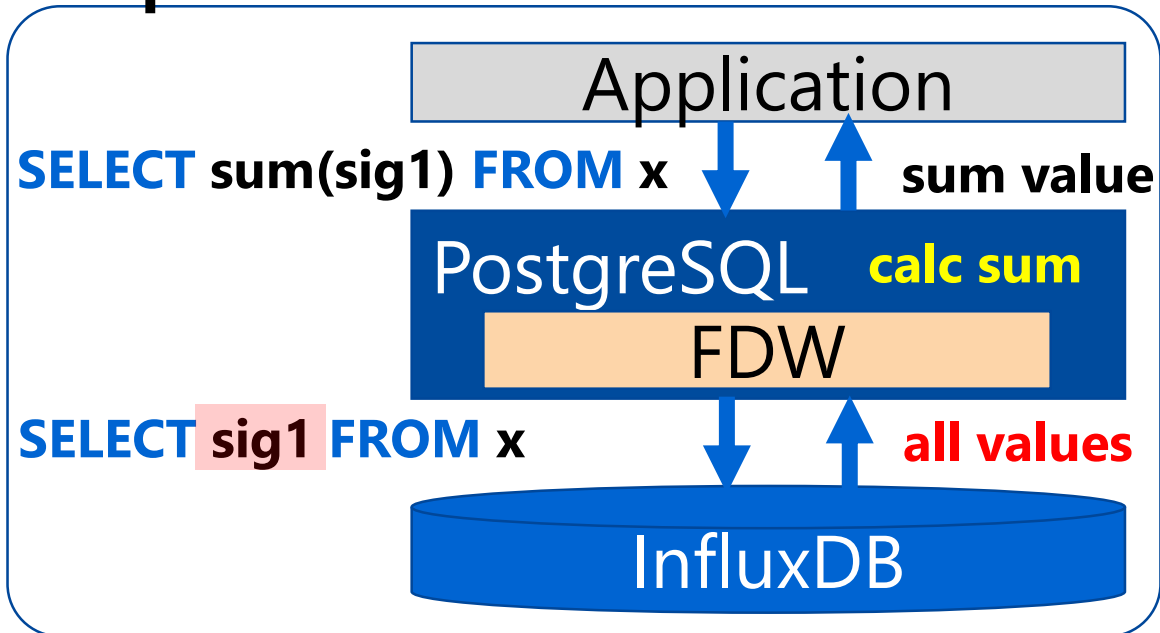 Application
SELECT sum(sig1) FROM x
sum value
PostgreSQL
calc sum
FDW
SELECT sig1 FROM x
all values
InfluxDB